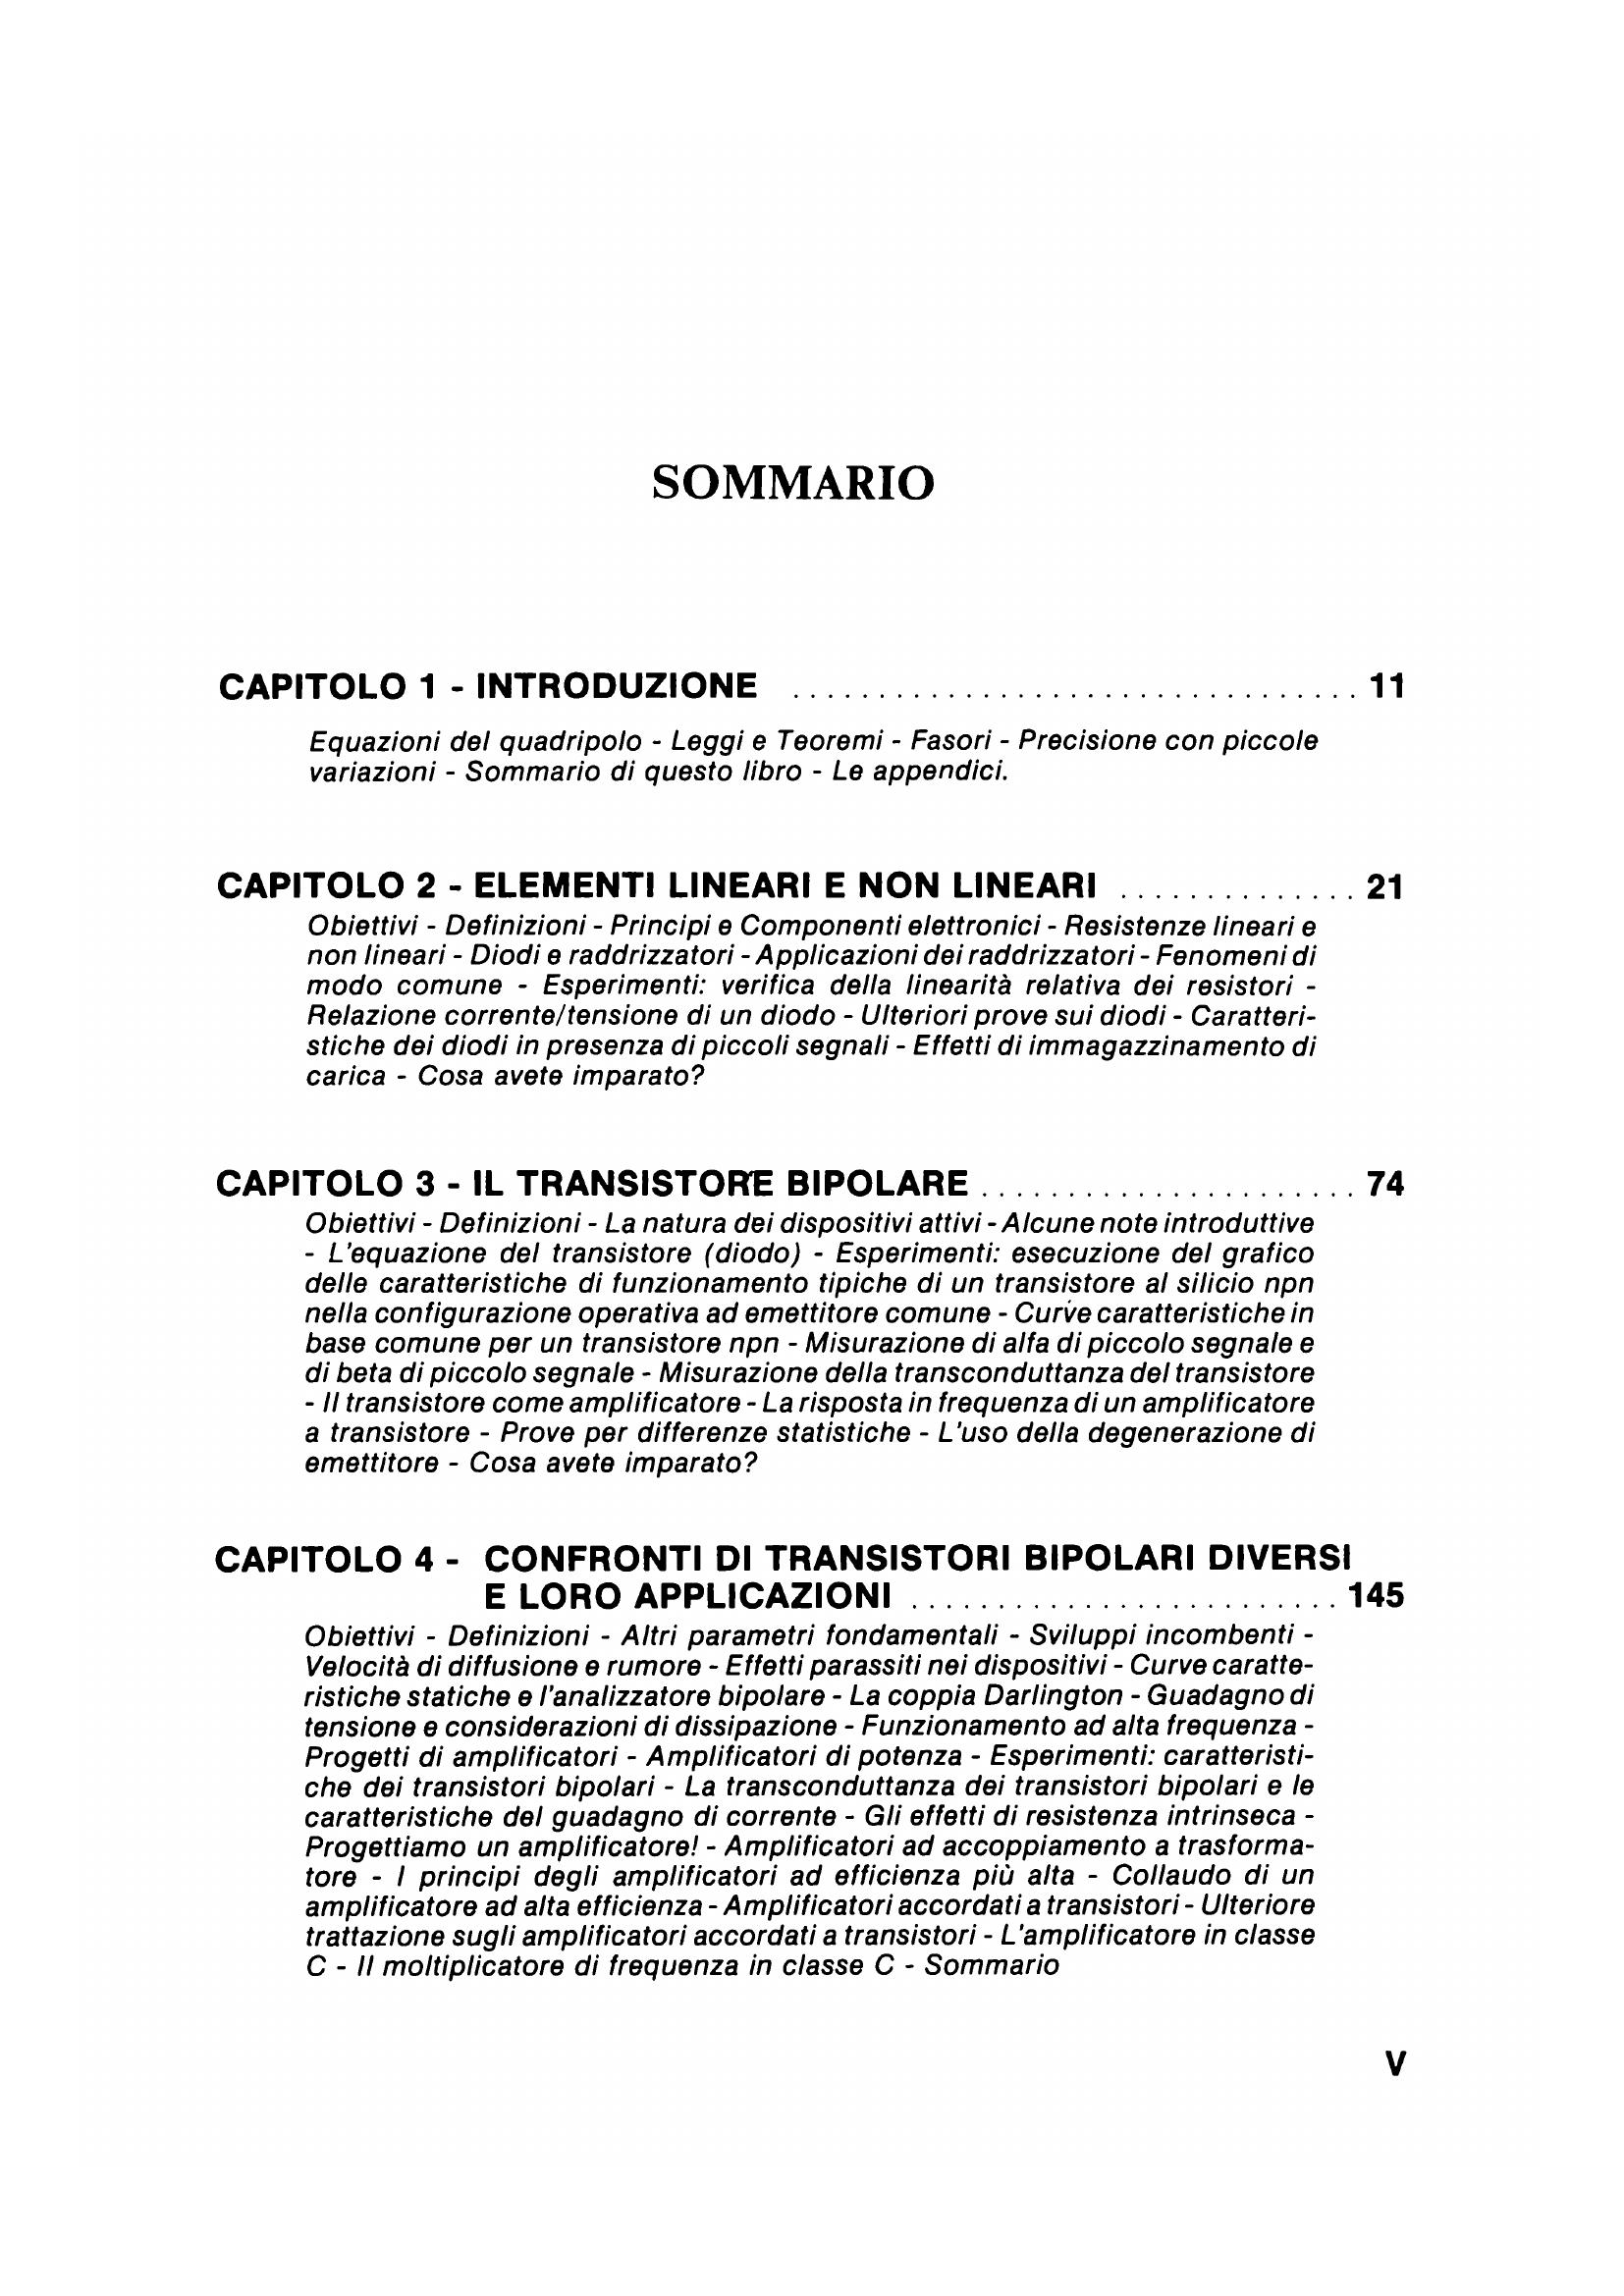 SOMMARIO
CAPITOLO 1 - INTRODUZIONE ................................. 11
Equazioni del quadripolo - Leggi e Teoremi - Fasori - Precisione con piccole
variazioni - Sommario di questo libro - Le appendici.
CAPITOLO 2 - ELEMENTI LINEARI E NON LINEARI .............. 21
Obiettivi - Definizioni - Principi e Componenti elettronici - Resistenze lineari e
non lineari - Diodi e raddrizzatori - Applicazioni dei raddrizzatori - Fenomeni di
modo comune - Esperimenti: verifica della linearità relativa dei resistori -
Relazione corrente/tensione di un diodo - Ulteriori prove sui diodi - Caratteri-
stiche dei diodi in presenza di piccoli segnali - Effetti di immagazzinamento di
carica - Cosa avete imparato?
CAPITOLO 3 - IL TRANSISTORE BIPOLARE ...................... 74
Obiettivi - Definizioni - La natura dei dispositivi attivi - Alcune note introduttive
- L'equazione del transistore (diodo) - Esperimenti: esecuzione del grafico
delle caratteristiche di funzionamento tipiche di un transistore al silicio npn
nella configurazione operativa ad emettitore comune - Curve caratteristiche in
base comune per un transistore npn - Misurazione di alfa di piccolo segnale e
di beta di piccolo segnale - Misurazione della transconduttanza del transistore
- Il transistore come amplificatore - La risposta in frequenza di un amplificatore
a transistore - Prove per differenze statistiche - L'uso della degenerazione di
emettitore - Cosa avete imparato?
CAPITOLO 4 - CONFRONTI DI TRANSISTORI BIPOLARI DIVERSI
E LORO APPLICAZIONI ......................... 145
Obiettivi - Definizioni - Altri parametri fondamentali - Sviluppi incombenti -
Velocità di diffusione e rumore - Effetti parassiti nei dispositivi - Curve caratte-
ristiche statiche e l'analizzatore bipolare - La coppia Darlington - Guadagno di
tensione e considerazioni di dissipazione - Funzionamento ad alta frequenza -
Progetti di amplificatori - Amplificatori di potenza - Esperimenti: caratteristi-
che dei transistori bipolari - La transconduttanza dei transistori bipolari e le
caratteristiche del guadagno di corrente - Gli effetti di resistenza intrinseca -
Progettiamo un amplificatore! - Amplificatori ad accoppiamento a trasforma-
tore - I principi degli amplificatori ad efficienza più alta - Collaudo di un
amplificatore ad alta efficienza - Amplificatori accordati a transistori - Ulteriore
trattazione sugli amplificatori accordati a transistori - L'amplificatore in classe
C - Il moltiplicatore di frequenza in classe C - Sommario
V